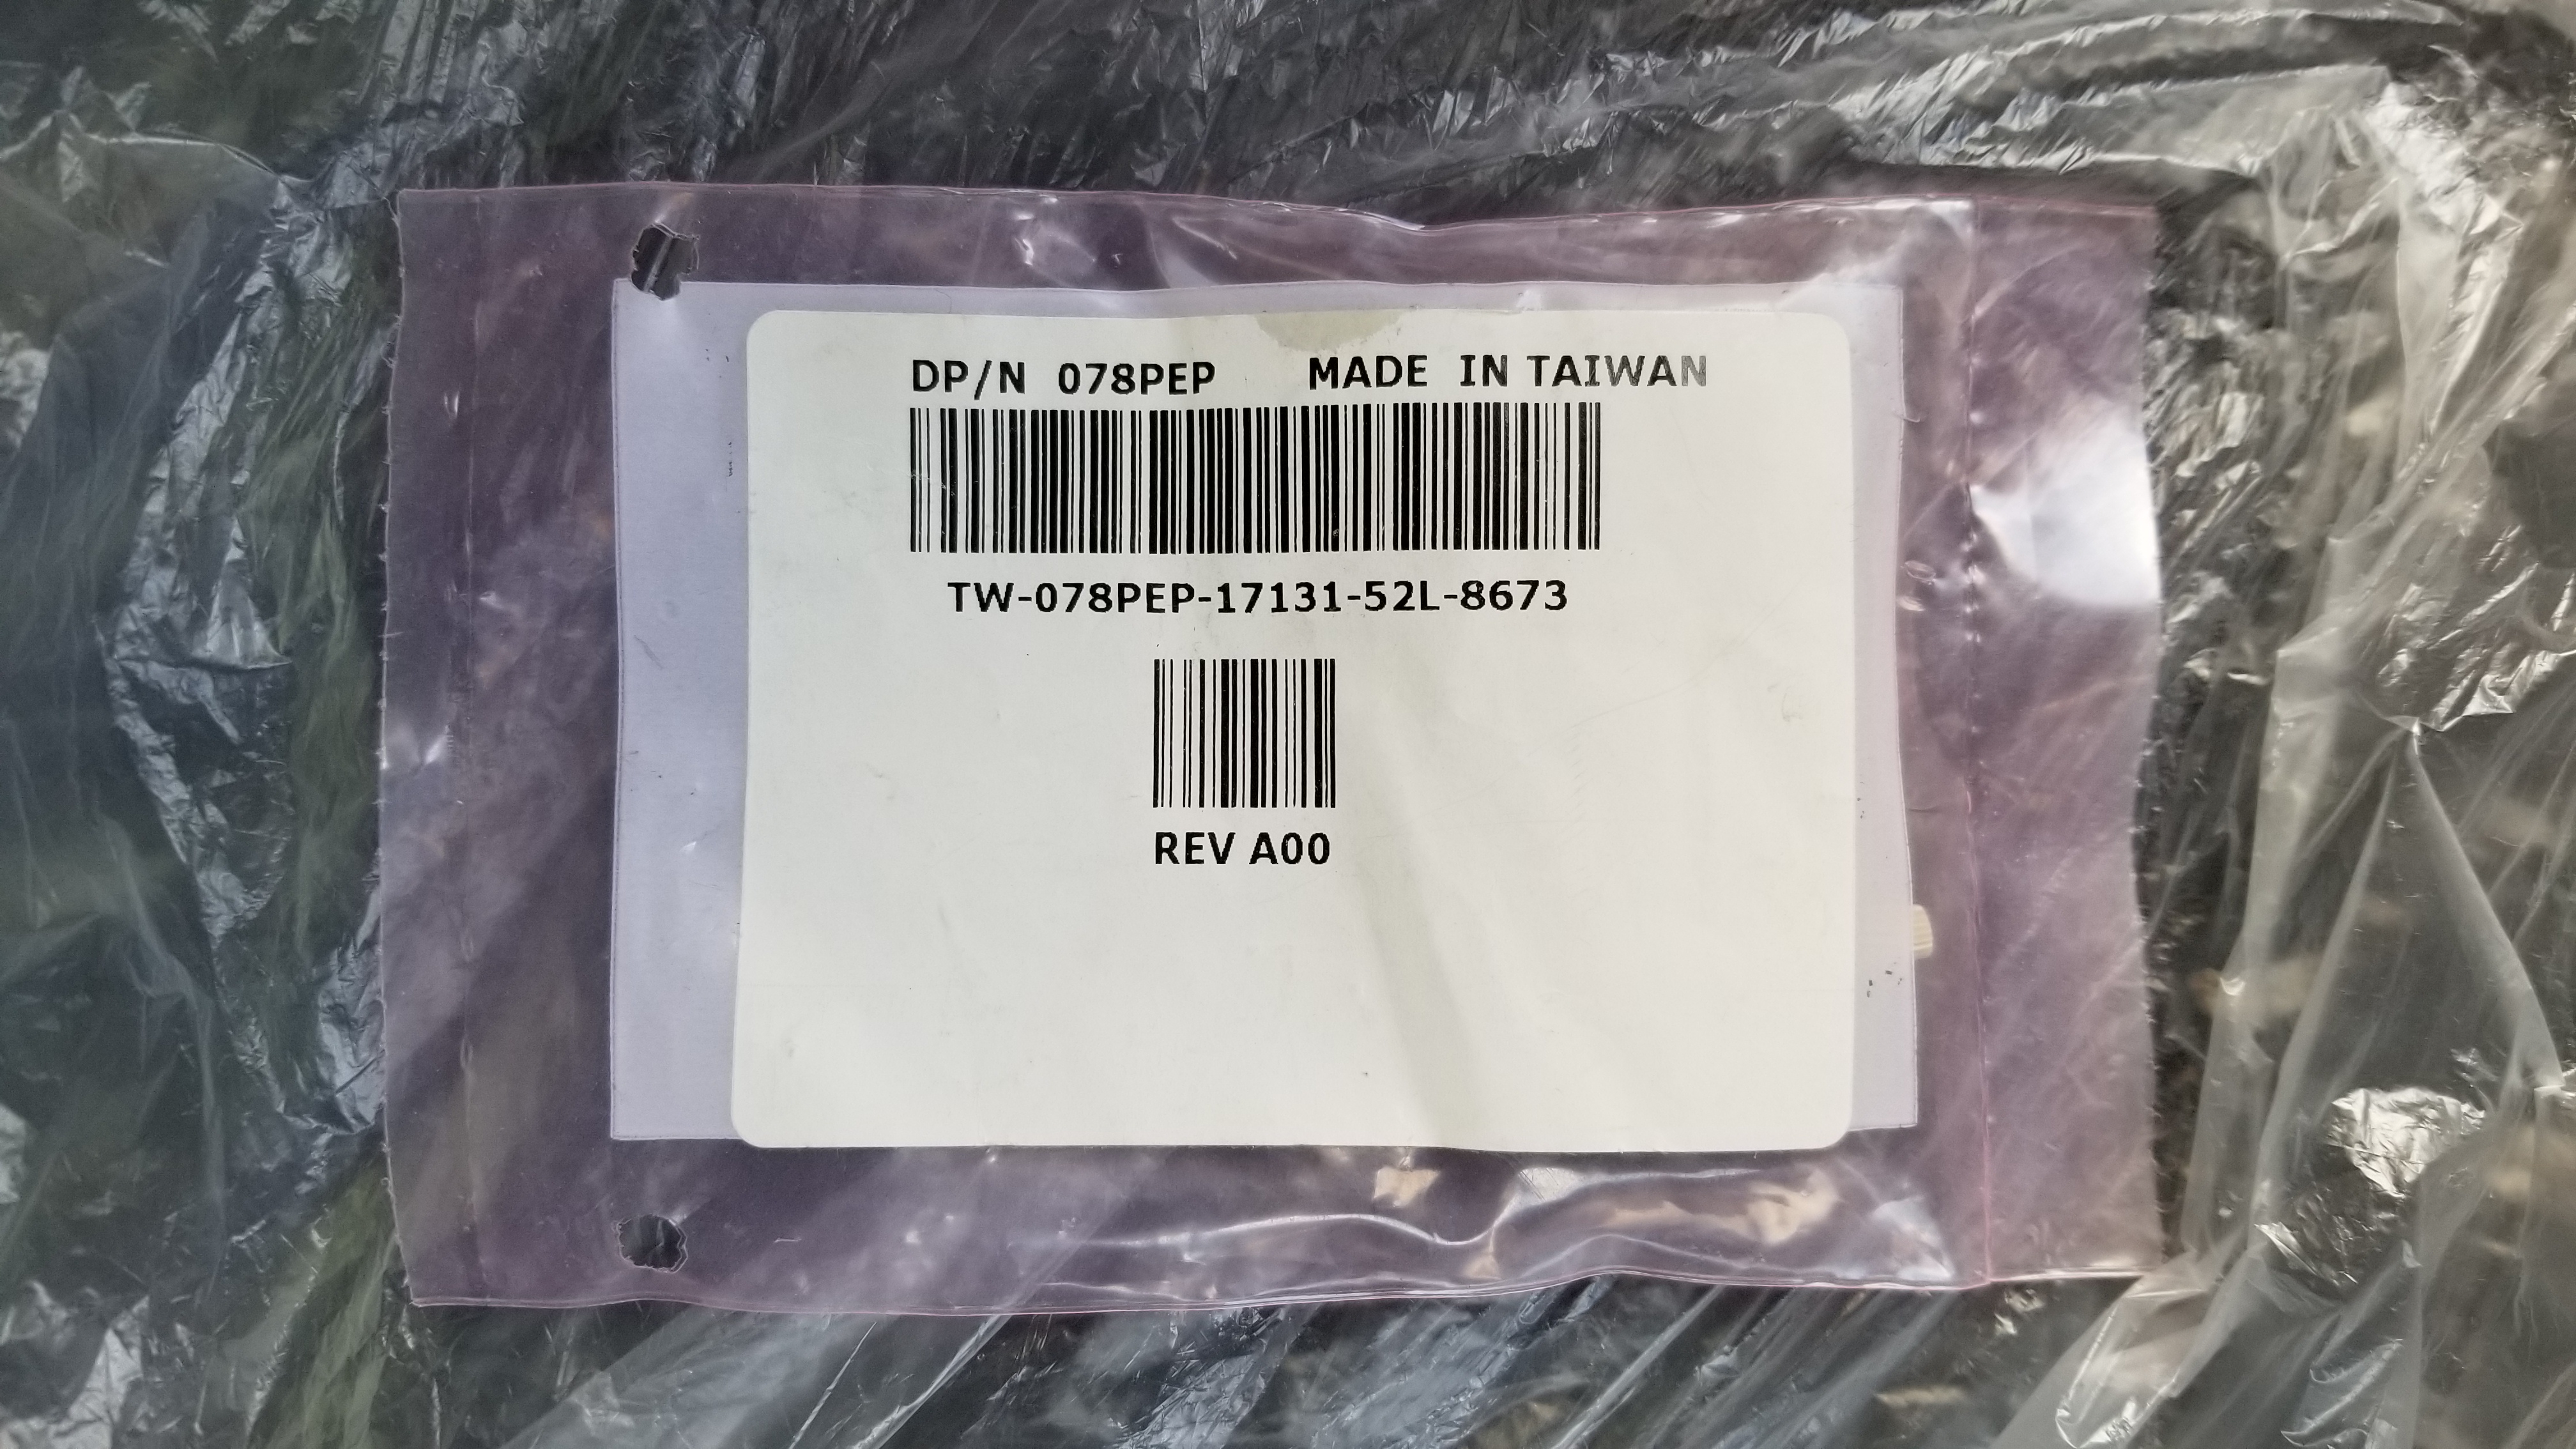 DP/N 078PEP MADE IN TAIWAN
TW-078PEP-17131-52L-8673
REV A00